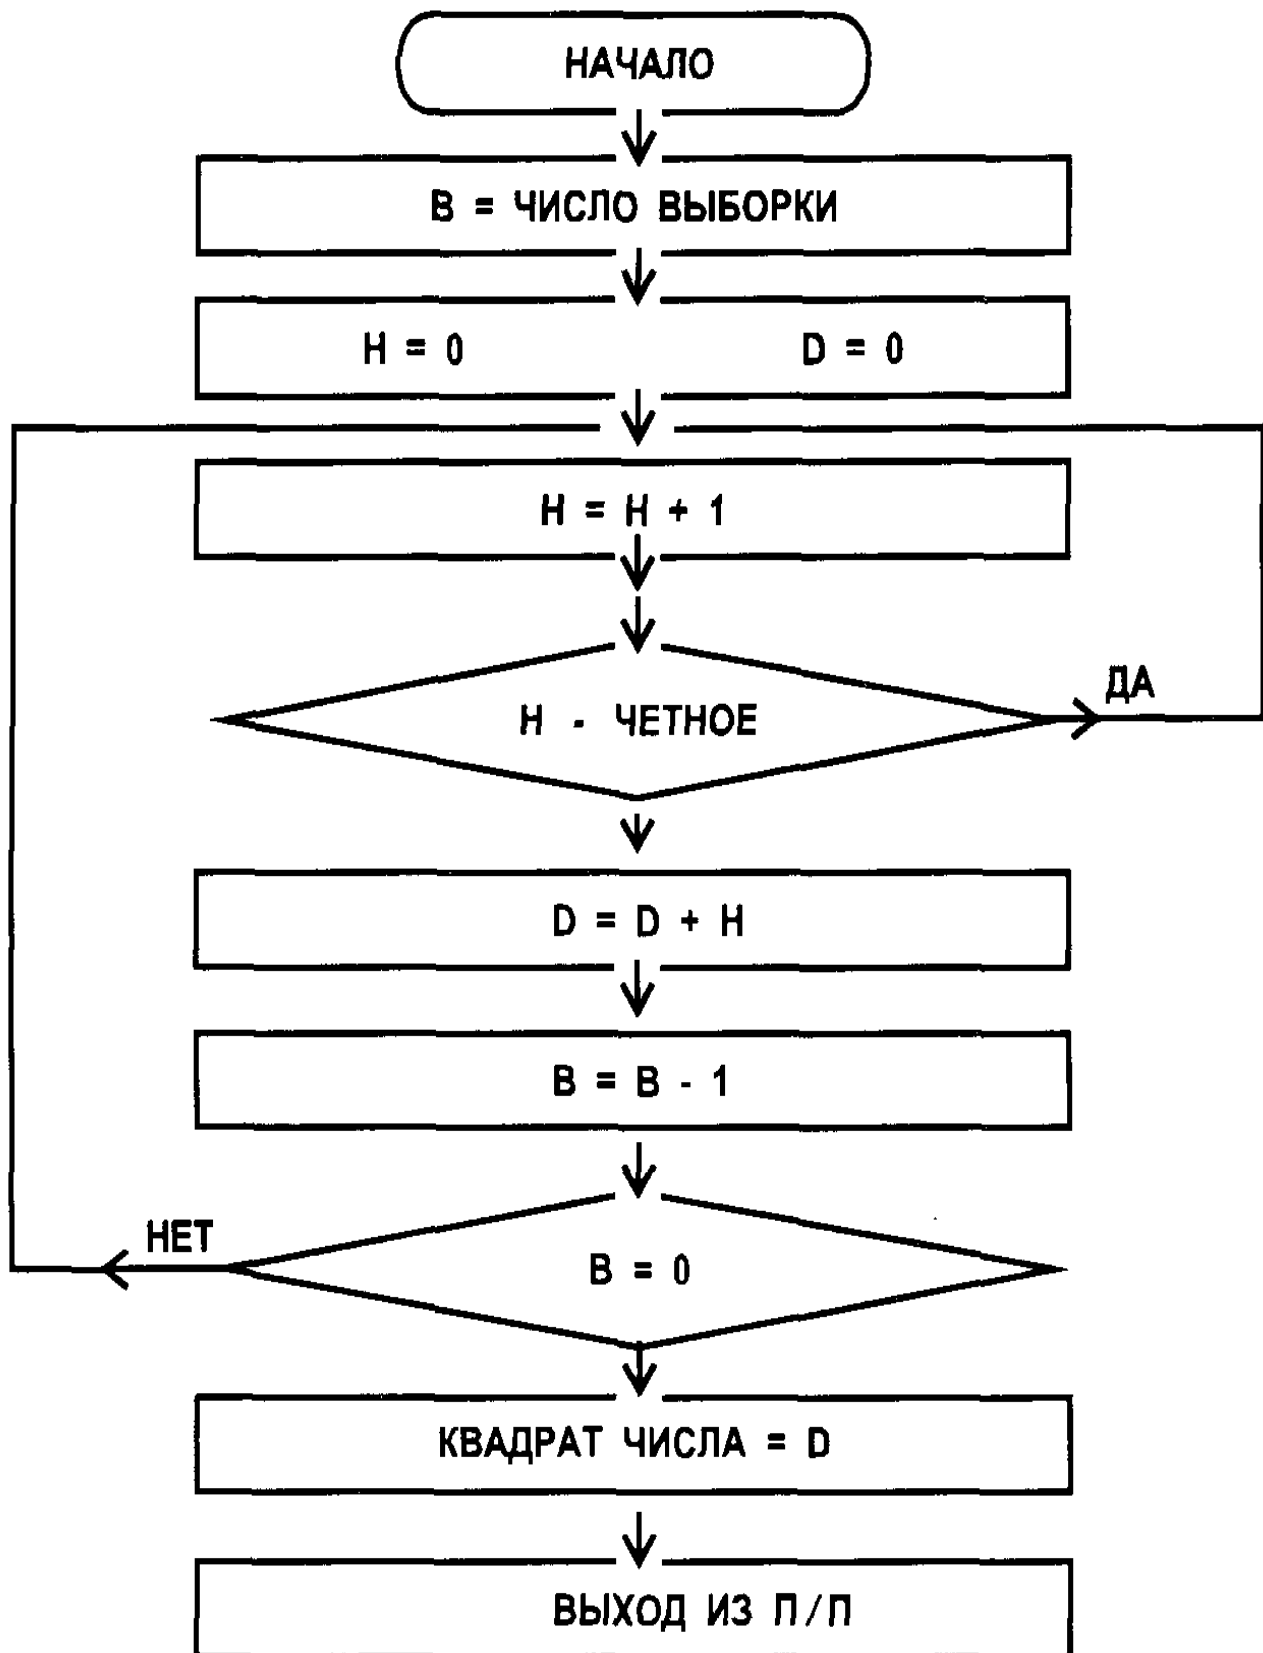 НАЧАЛО
В = ЧИСЛО ВЫБОРКИ
Н = 0 D = 0
Н = Н + 1
Н - ЧЕТНОЕ
ДА
D = D + Н
В = В - 1
НЕТ
В = 0
КВАДРАТ ЧИСЛА = D
ВЫХОД ИЗ П/П